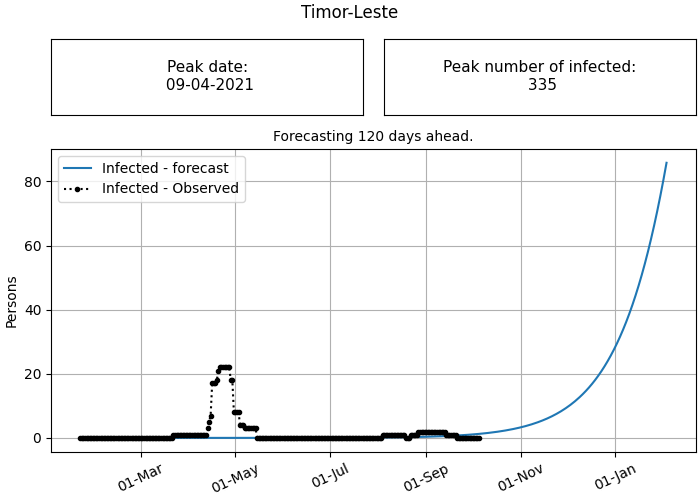 Timor-Leste
Peak date:
09-04-2021
Peak number of infected:
335
Forecasting 120 days ahead.
Infected - forecast
Infected - Observed
Persons
80
60
40
20
0
01-Mar
01-May
01-Jul
01-Sep
01-Nov
01-Jan